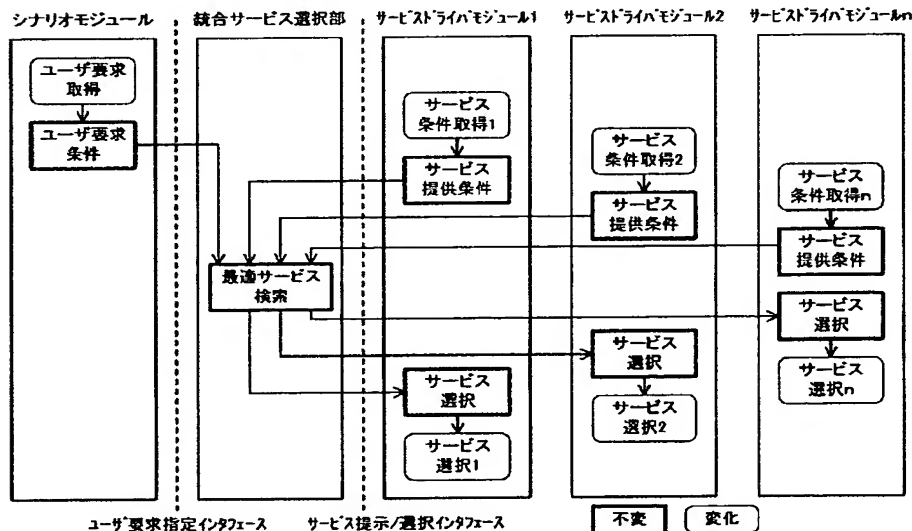 シナリオモジュール
統合サービス選択部
サービスドライバモジュール1
サービスドライバモジュール2
サービスドライバモジュールn
ユーザ要求
取得
ユーザ要求
条件
サービス
条件取得1
サービス
提供条件
サービス
条件取得2
サービス
提供条件
サービス
条件取得n
サービス
提供条件
最適サービス
検索
サービス
選択
サービス
選択1
サービス
選択
サービス
選択2
サービス
選択
サービス
選択n
ユーザ要求指定インタフェース
サービス提示/選択インタフェース
不変
変化